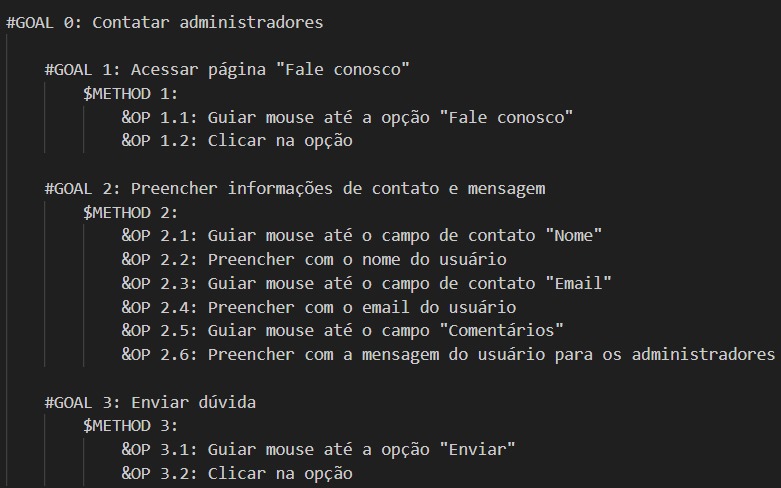 #GOAL 0: Contatar administradores
#GOAL 1: Acessar página "Fale conosco"
$METHOD 1:
&OP 1.1: Guiar mouse até a opção "Fale conosco"
&OP 1.2: Clicar na opção
#GOAL 2: Preencher informações de contato e mensagem
$METHOD 2:
&OP 2.1: Guiar mouse até o campo de contato "Nome"
&OP 2.2: Preencher com o nome do usuário
&OP 2.3: Guiar mouse até o campo de contato "Email"
&OP 2.4: Preencher com o email do usuário
&OP 2.5: Guiar mouse até o campo "Comentários"
&OP 2.6: Preencher com a mensagem do usuário para os administradores
#GOAL 3: Enviar dúvida
$METHOD 3:
&OP 3.1: Guiar mouse até a opção "Enviar"
&OP 3.2: Clicar na opção